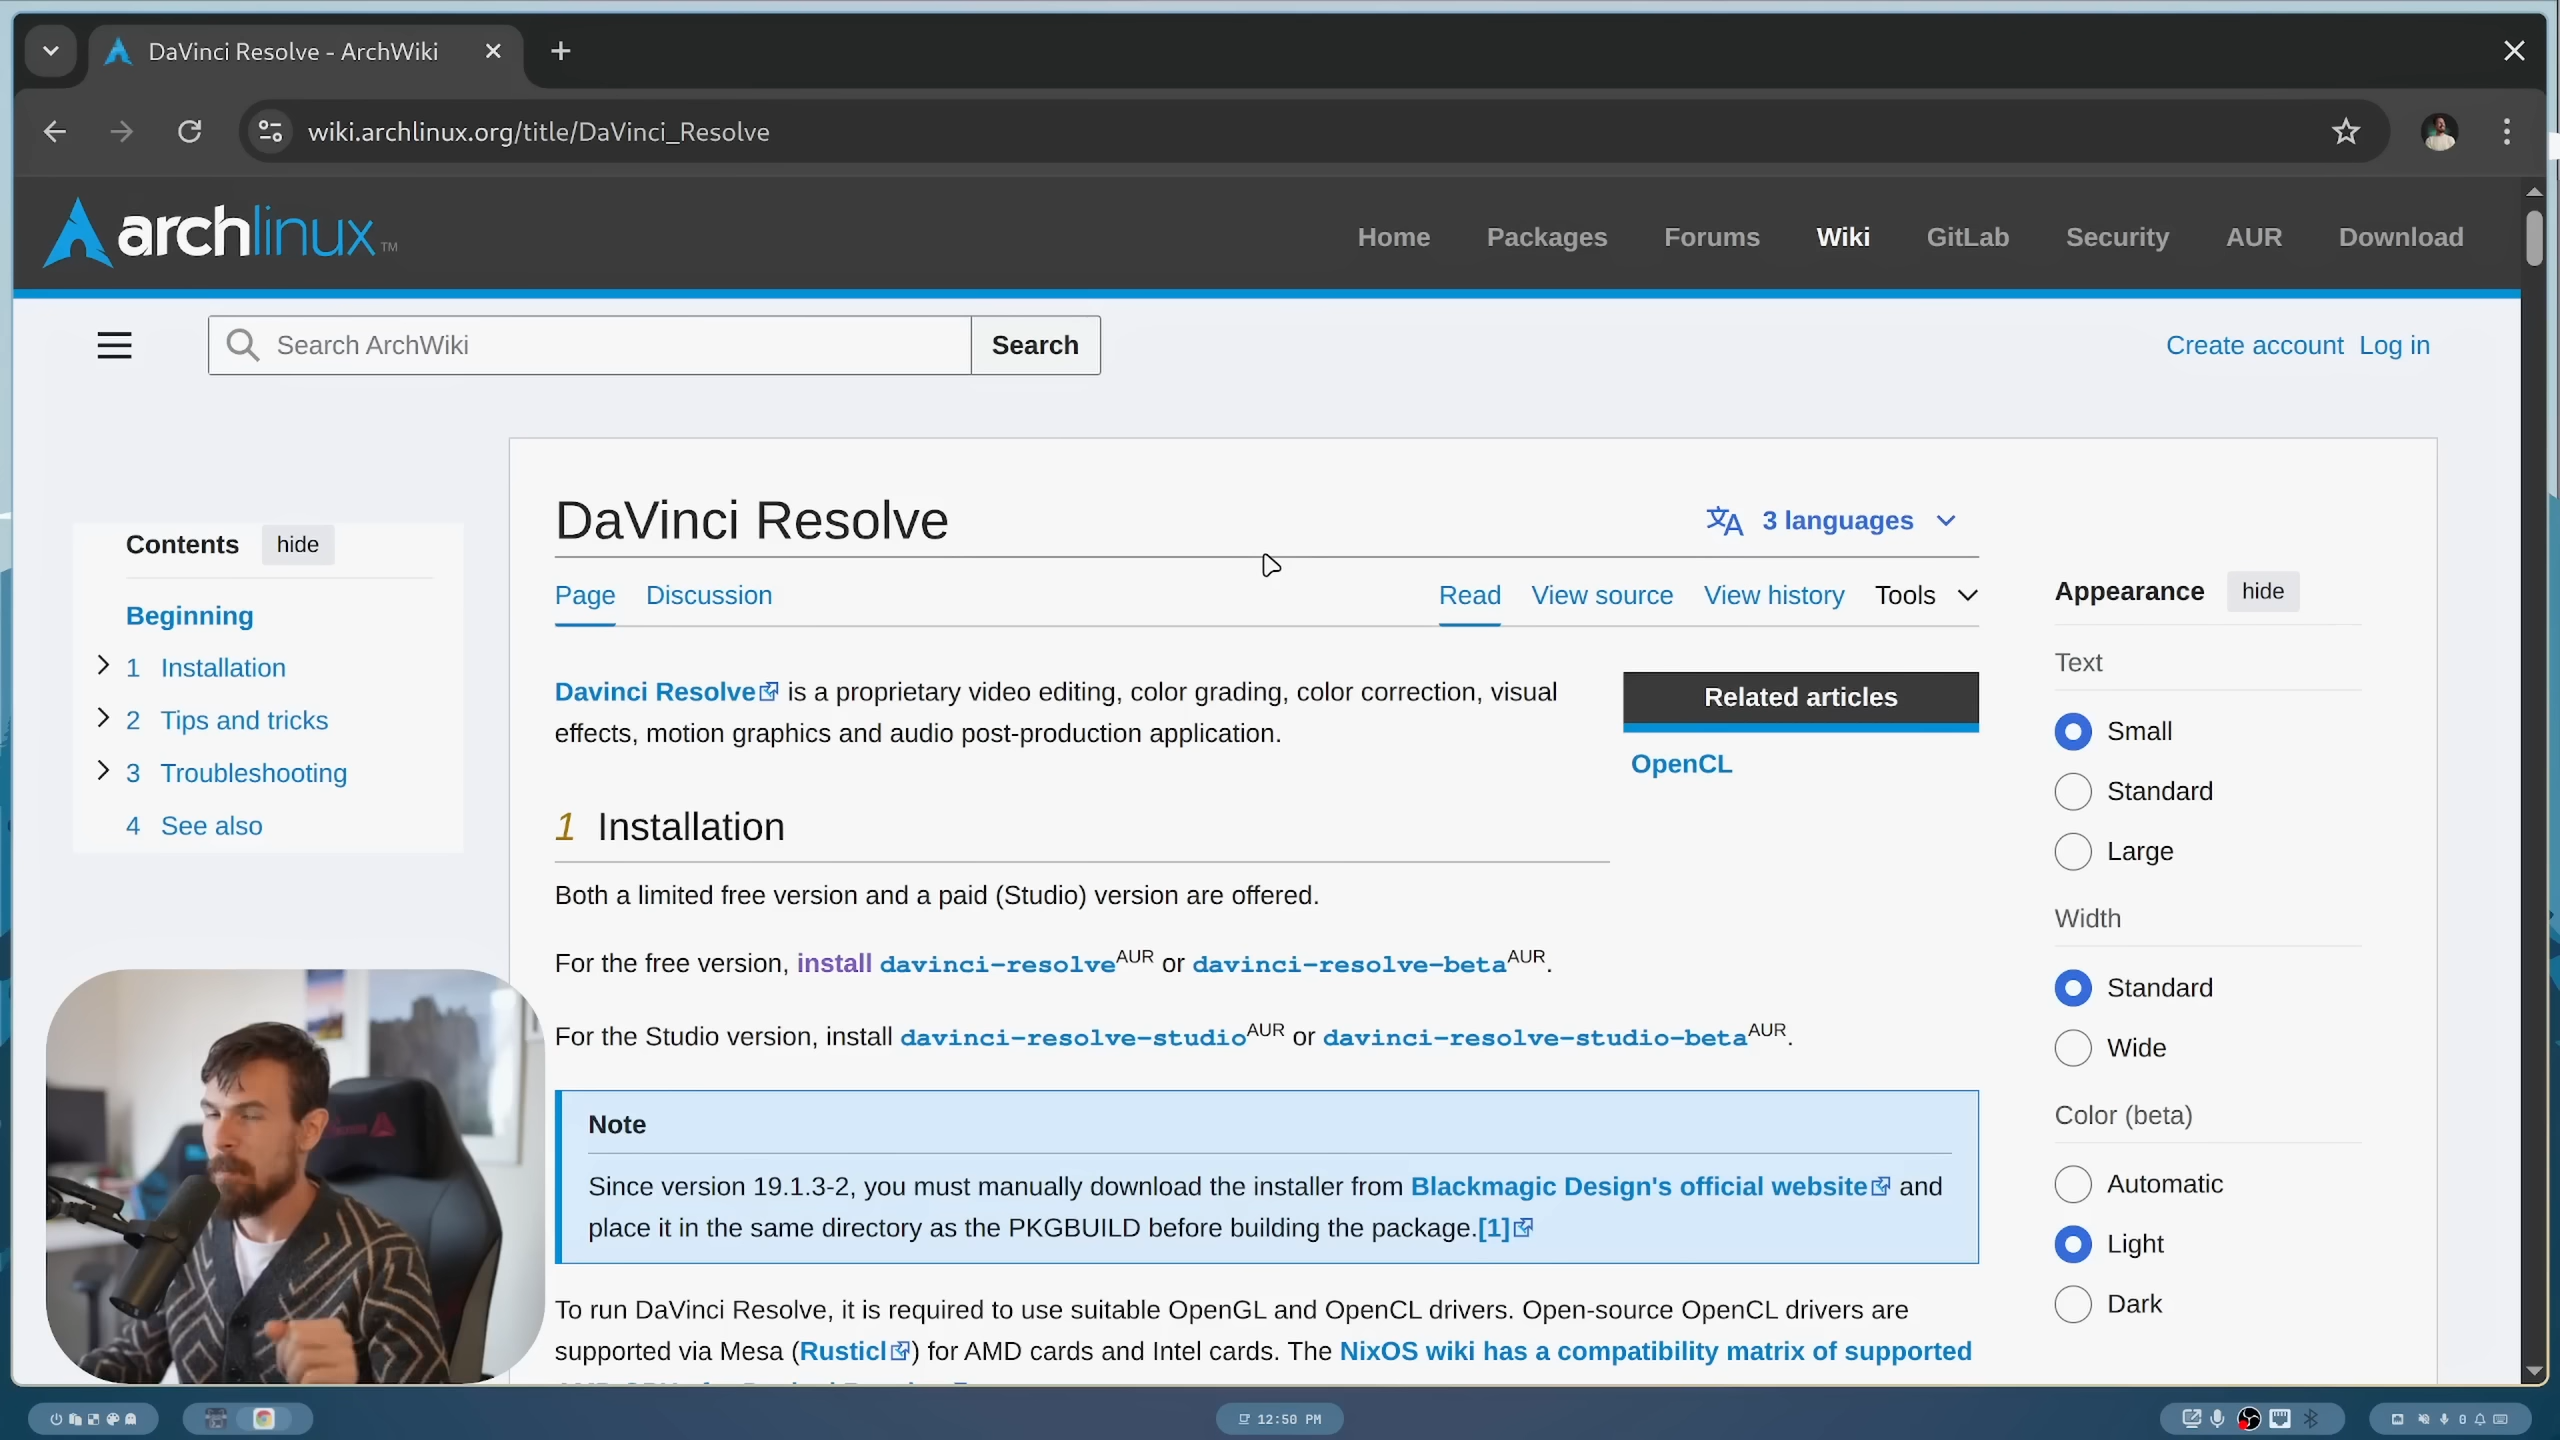 DaVinci Resolve - ArchWiki
wiki.archlinux.org/title/DaVinci_Resolve
archlinux TM
Home Packages Forums Wiki GitLab Security AUR Download
Search ArchWiki Search Create account Log in
Contents hide
Beginning
1 Installation
2 Tips and tricks
3 Troubleshooting
4 See also
DaVinci Resolve
3 languages
Page Discussion Read View source View history Tools
Davinci Resolve is a proprietary video editing, color grading, color correction, visual
effects, motion graphics and audio post-production application.
Related articles
OpenCL
1 Installation
Both a limited free version and a paid (Studio) version are offered.
For the free version, install davinci-resolveAUR or davinci-resolve-betaAUR.
For the Studio version, install davinci-resolve-studioAUR or davinci-resolve-studio-betaAUR.
Note
Since version 19.1.3-2, you must manually download the installer from Blackmagic Design's official website and
place it in the same directory as the PKGBUILD before building the package.[1]
To run DaVinci Resolve, it is required to use suitable OpenGL and OpenCL drivers. Open-source OpenCL drivers are
supported via Mesa (Rusticl) for AMD cards and Intel cards. The NixOS wiki has a compatibility matrix of supported
Appearance hide
Text
Small
Standard
Large
Width
Standard
Wide
Color (beta)
Automatic
Light
Dark
12:50 PM
0